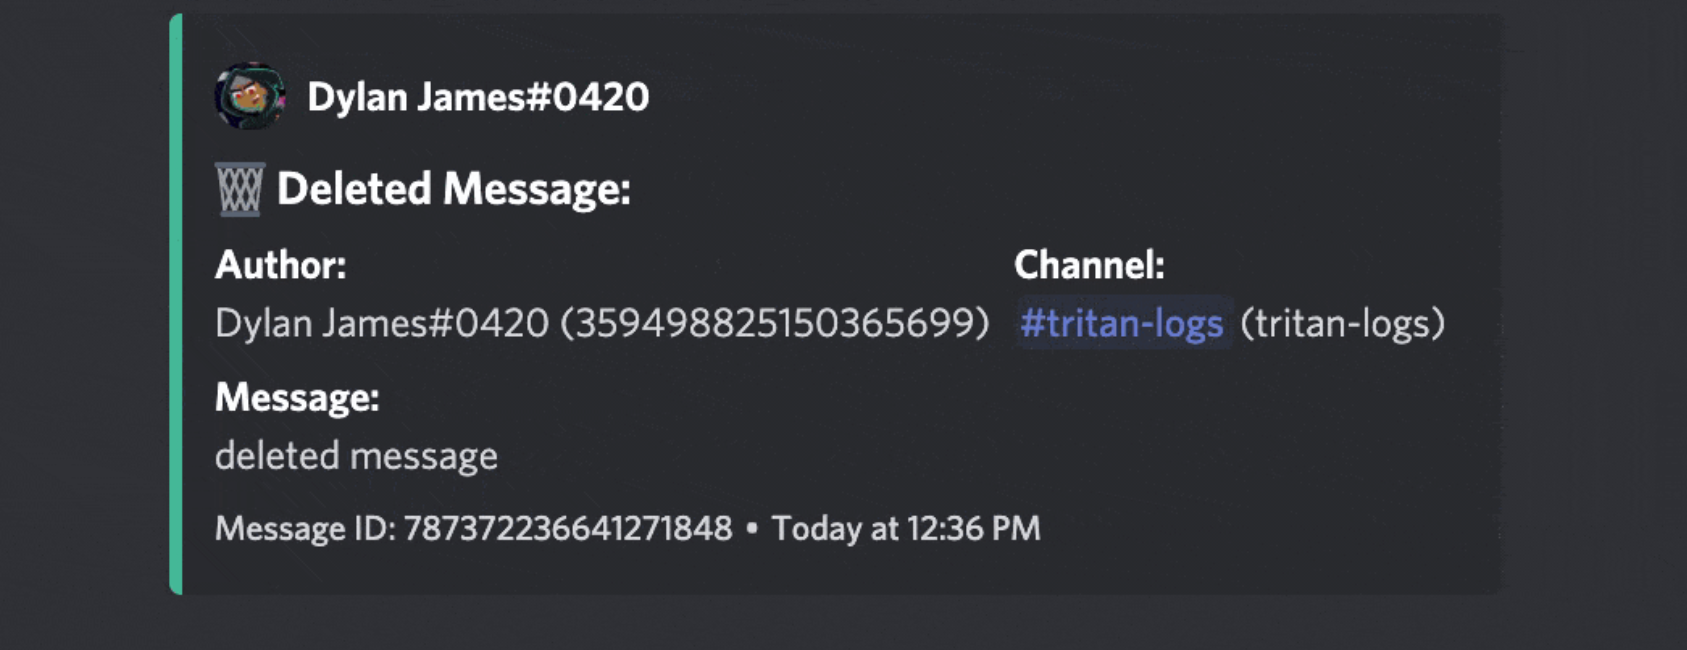 Dylan James#0420
Deleted Message:
Author:
Dylan James#0420 (359498825150365699)
Channel:
#tritan-logs (tritan-logs)
Message:
deleted message
Message ID: 787372236641271848 • Today at 12:36 PM